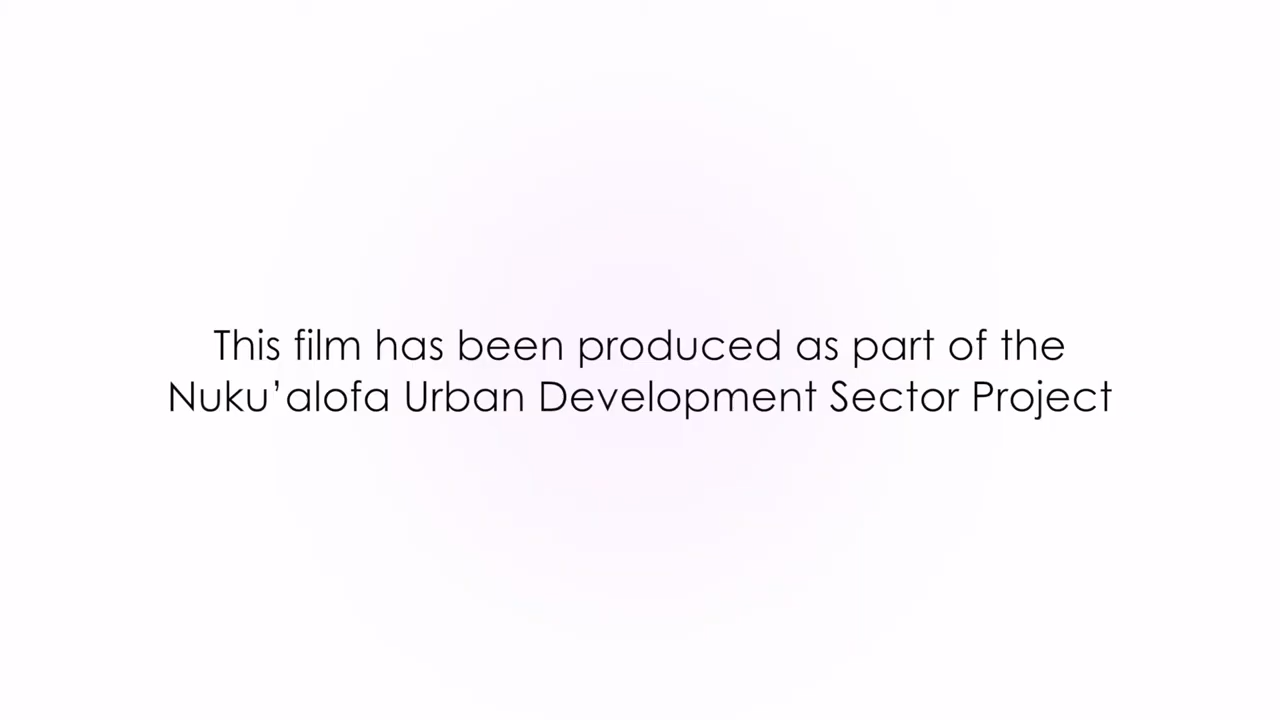 This film has been produced as part of the
Nuku’alofa Urban Development Sector Project